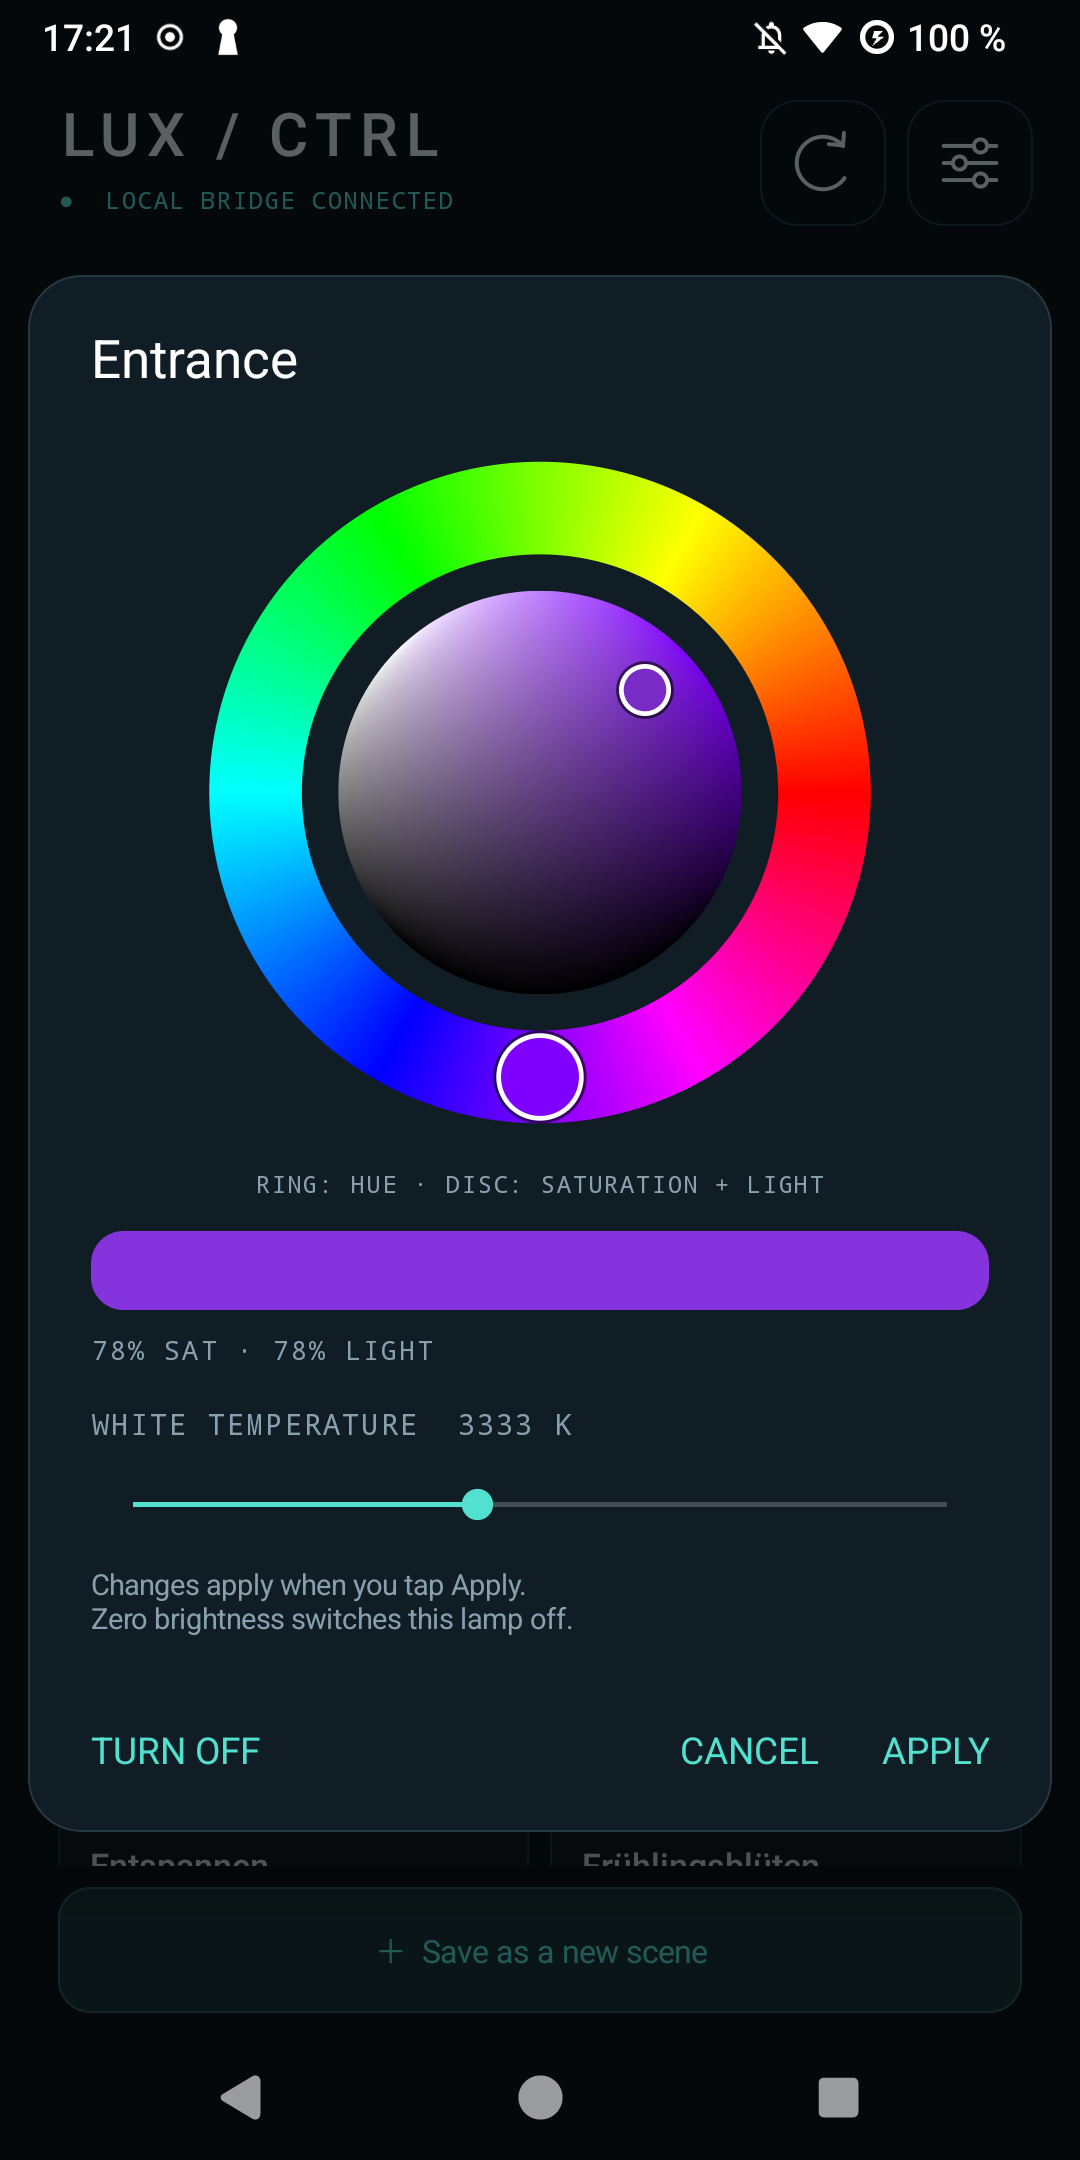 17:21
100 %
LUX / CTRL
LOCAL BRIDGE CONNECTED
Entrance
RING: HUE · DISC: SATURATION + LIGHT
78% SAT · 78% LIGHT
WHITE TEMPERATURE 3333 K
Changes apply when you tap Apply.
Zero brightness switches this lamp off.
TURN OFF CANCEL APPLY
Entspannen Frühlingsblüten
+ Save as a new scene